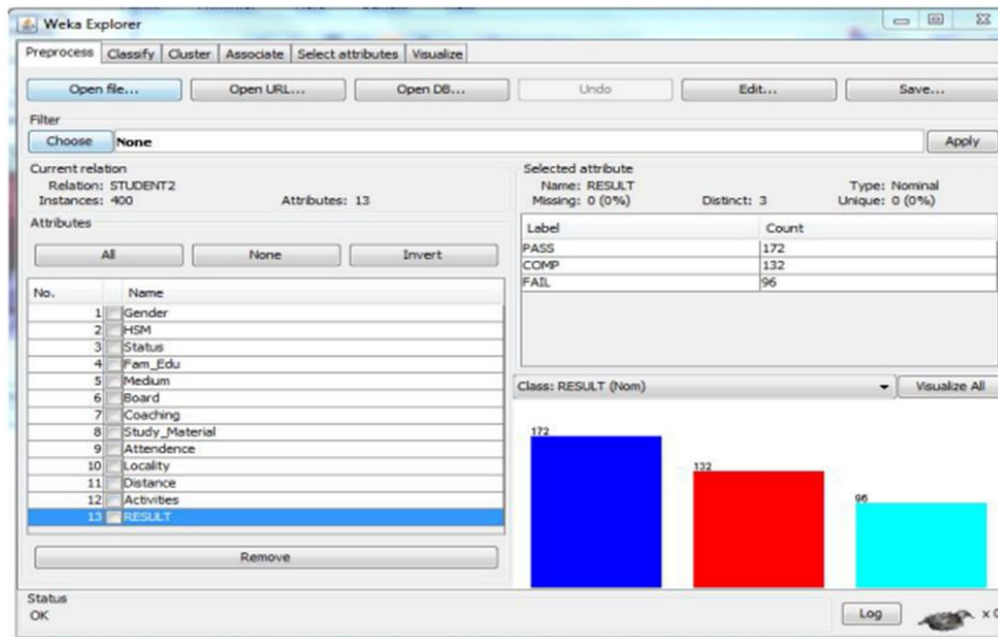 Weka Explorer
Preprocess Classify Cluster Associate Select attributes Visualize
Open file... Open URL... Open DB... Undo Edit... Save...
Filter
Choose None Apply
Current relation
Relation: STUDENT2
Instances: 400 Attributes: 13
Selected attribute
Name: RESULT Type: Nominal
Missing: 0 (0%) Distinct: 3 Unique: 0 (0%)
Attributes
All None Invert
No. Name
1 Gender
2 HSM
3 Status
4 Fam_Edu
5 Medium
6 Board
7 Coaching
8 Study_Material
9 Attendence
10 Locality
11 Distance
12 Activities
13 RESULT
Remove
Label Count
PASS 172
COMP 132
FAIL 96
Class: RESULT (Nom) Visualize All
172
132
96
Status
OK
Log x 0